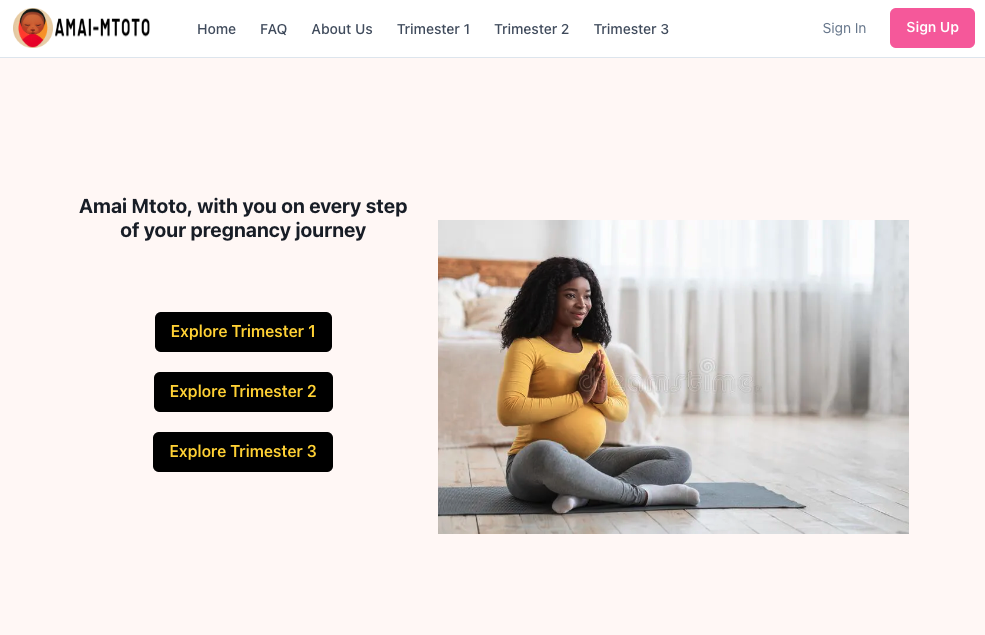 AMAI-MTOTO
Home FAQ About Us Trimester 1 Trimester 2 Trimester 3 Sign In Sign Up
Amai Mtoto, with you on every step
of your pregnancy journey
Explore Trimester 1
Explore Trimester 2
Explore Trimester 3
dreamstime